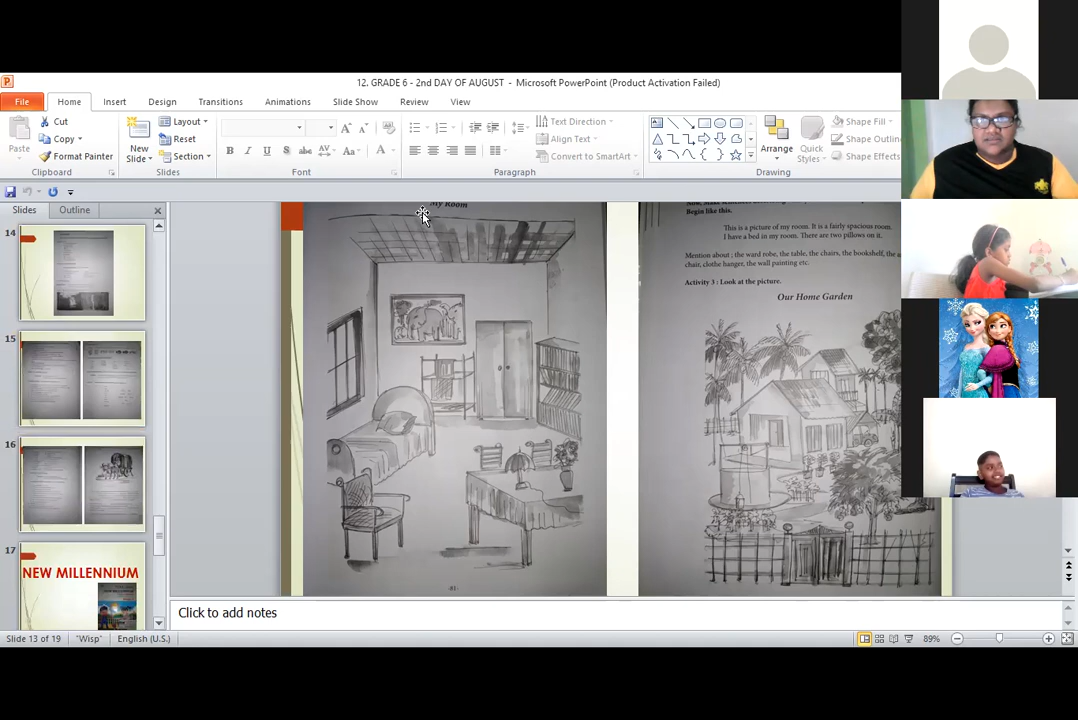 12. GRADE 6 - 2nd DAY OF AUGUST - Microsoft PowerPoint (Product Activation Failed)
File Home Insert Design Transitions Animations Slide Show Review View
Cut
Copy
Format Painter
Paste
Clipboard
New Slide
Layout
Reset
Section
Slides
B I U S abc AV Aa A
Font
Text Direction
Align Text
Convert to SmartArt
Paragraph
Arrange
Quick Styles
Shape Fill
Shape Outlin
Shape Effects
Drawing
Slides Outline
14
15
16
17
NEW MILLENNIUM
My Room
Begin like this.
This is a picture of my room. It is a fairly spacious room.
I have a bed in my room. There are two pillows on it.
Mention about ; the ward robe, the table, the chairs, the bookshelf, the
chair, clothe hanger, the wall painting etc.
Activity 3 : Look at the picture.
Our Home Garden
Click to add notes
Slide 13 of 19 "Wisp" English (U.S.) 89%